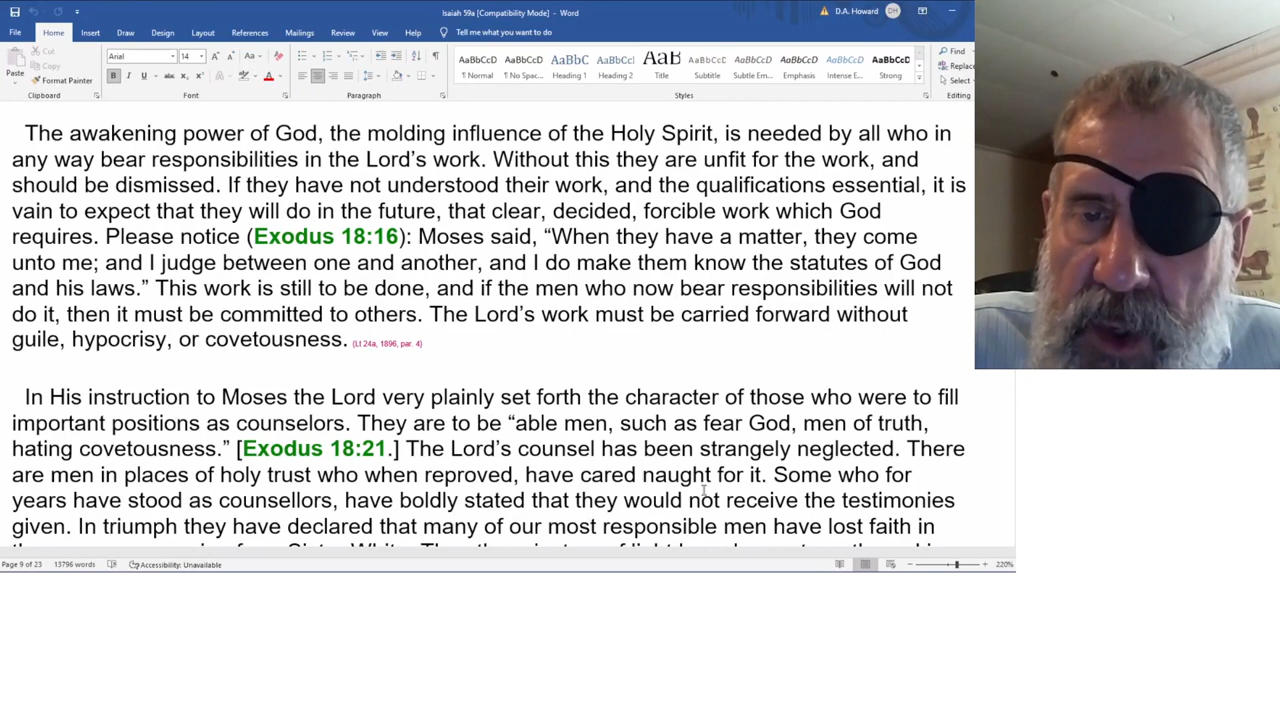 Isaiah 59a [Compatibility Mode] - Word
D.A. Howard DH
File Home Insert Draw Design Layout References Mailings Review View Help Tell me what you want to do
Paste
Cut
Copy
Format Painter
Clipboard
Arial 14
Font
Paragraph
AaBbCcD AaBbCcD AaBbC AaBbCcl AaB AaBbCcD AaBbCcD AaBbCcD AaBbCcD AaBbCcD
¶ Normal ¶ No Spac... Heading 1 Heading 2 Title Subtitle Subtle Em... Emphasis Intense E... Strong
Styles
Find
Replace
Select
Editing
The awakening power of God, the molding influence of the Holy Spirit, is needed by all who in
any way bear responsibilities in the Lord’s work. Without this they are unfit for the work, and
should be dismissed. If they have not understood their work, and the qualifications essential, it is
vain to expect that they will do in the future, that clear, decided, forcible work which God
requires. Please notice (Exodus 18:16): Moses said, “When they have a matter, they come
unto me; and I judge between one and another, and I do make them know the statutes of God
and his laws.” This work is still to be done, and if the men who now bear responsibilities will not
do it, then it must be committed to others. The Lord’s work must be carried forward without
guile, hypocrisy, or covetousness. (Lt 24a, 1896, par. 4)
In His instruction to Moses the Lord very plainly set forth the character of those who were to fill
important positions as counselors. They are to be “able men, such as fear God, men of truth,
hating covetousness.” [Exodus 18:21.] The Lord’s counsel has been strangely neglected. There
are men in places of holy trust who when reproved, have cared naught for it. Some who for
years have stood as counsellors, have boldly stated that they would not receive the testimonies
given. In triumph they have declared that many of our most responsible men have lost faith in
Page 9 of 23 13796 words Accessibility: Unavailable 220%